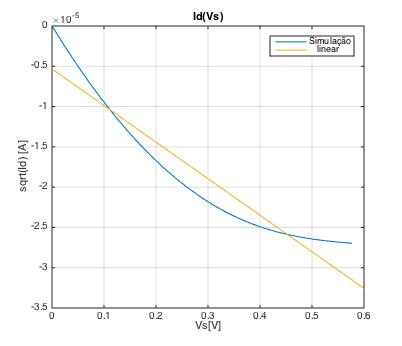 Id(Vs)
×10⁻⁵
Simulação
linear
0
-0.5
-1
-1.5
-2
-2.5
-3
-3.5
sqrt(Id) [A]
0 0.1 0.2 0.3 0.4 0.5 0.6
Vs[V]